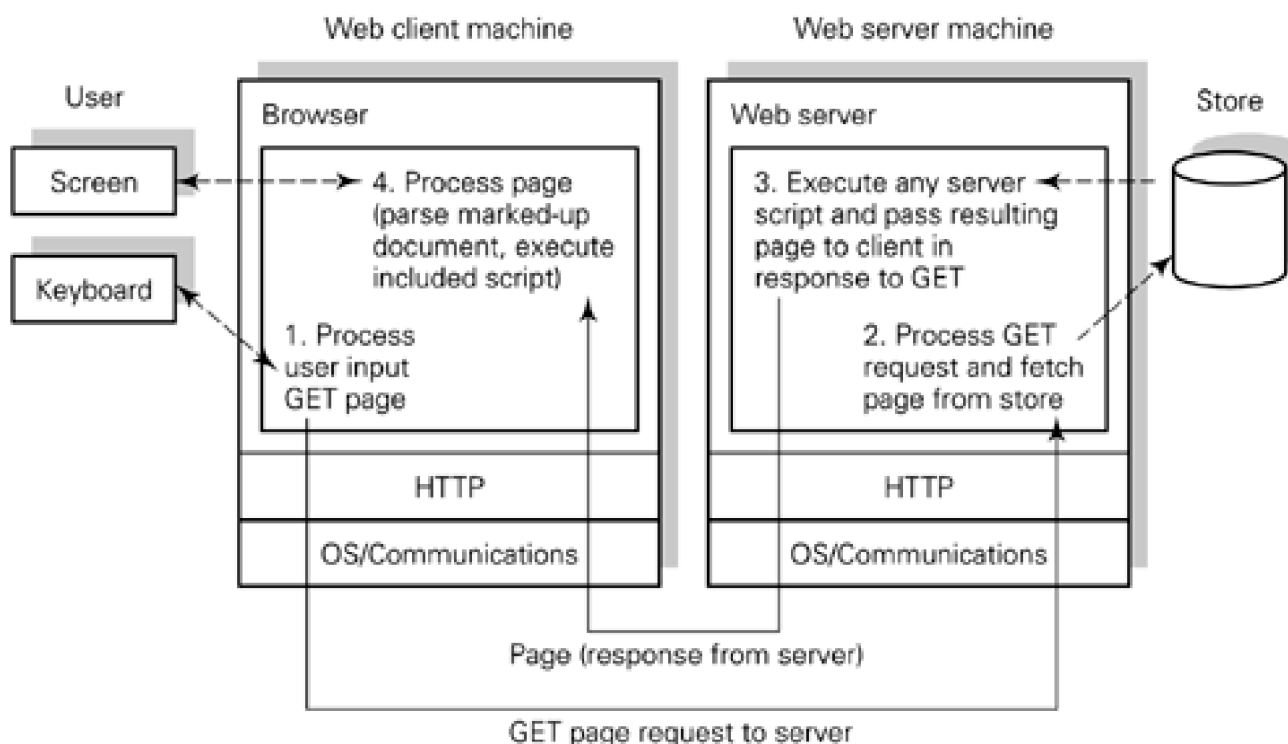 Web client machine
Web server machine
User
Browser
Web server
Store
Screen
4. Process page
(parse marked-up
document, execute
included script)
3. Execute any server
script and pass resulting
page to client in
response to GET
Keyboard
1. Process
user input
GET page
2. Process GET
request and fetch
page from store
HTTP
HTTP
OS/Communications
OS/Communications
Page (response from server)
GET page request to server